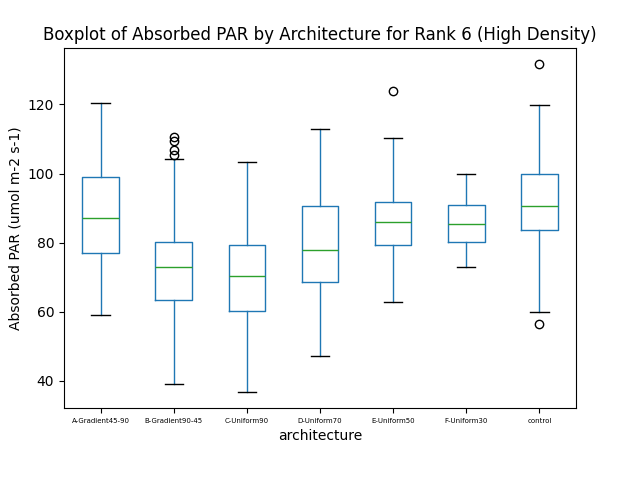 Boxplot of Absorbed PAR by Architecture for Rank 6 (High Density)
Absorbed PAR (umol m-2 s-1)
120
100
80
60
40
A-Gradient45-90 B-Gradient90-45 C-Uniform90 D-Uniform70 E-Uniform50 F-Uniform30 control
architecture